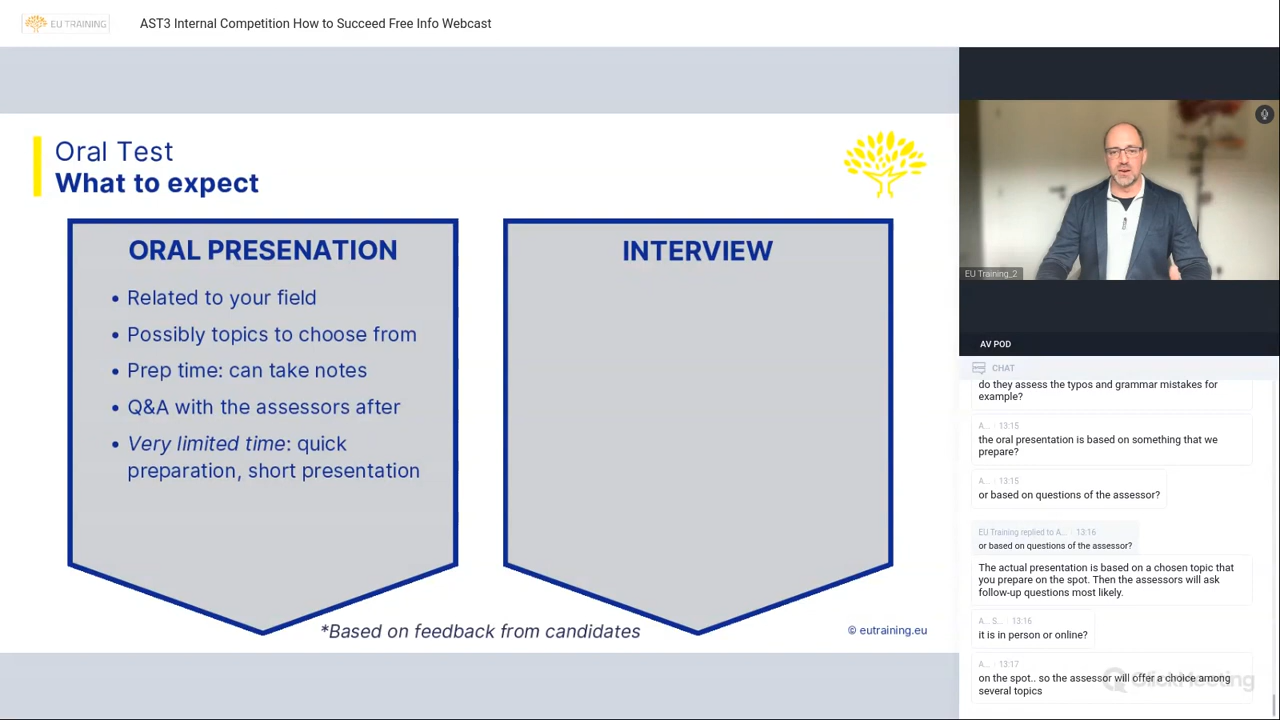 EU TRAINING
AST3 Internal Competition How to Succeed Free Info Webcast
Oral Test
What to expect
ORAL PRESENATION
• Related to your field
• Possibly topics to choose from
• Prep time: can take notes
• Q&A with the assessors after
• Very limited time: quick
preparation, short presentation
INTERVIEW
*Based on feedback from candidates
© eutraining.eu
EU Training_2
AV POD
CHAT
do they assess the typos and grammar mistakes for
example?
A... 13:15
the oral presentation is based on something that we
prepare?
A... 13:15
or based on questions of the assessor?
EU Training replied to A... 13:16
or based on questions of the assessor?
The actual presentation is based on a chosen topic that
you prepare on the spot. Then the assessors will ask
follow-up questions most likely.
A... S... 13:16
it is in person or online?
A... 13:17
on the spot.. so the assessor will offer a choice among
several topics
ClickMeeting